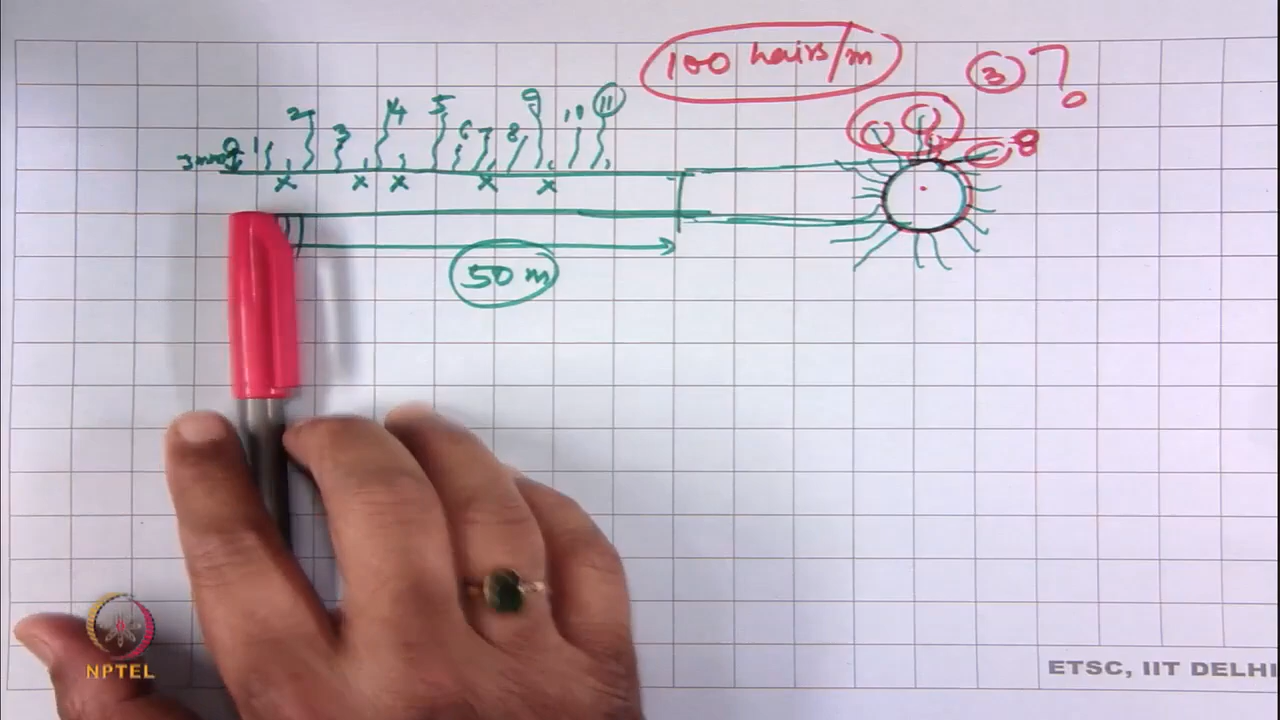 100 hairs/m
3 ?
1 2 3 4 5 6 7 8 9 10 11
3mm
8
x x x x x
50 m
NPTEL
ETSC, IIT DELHI